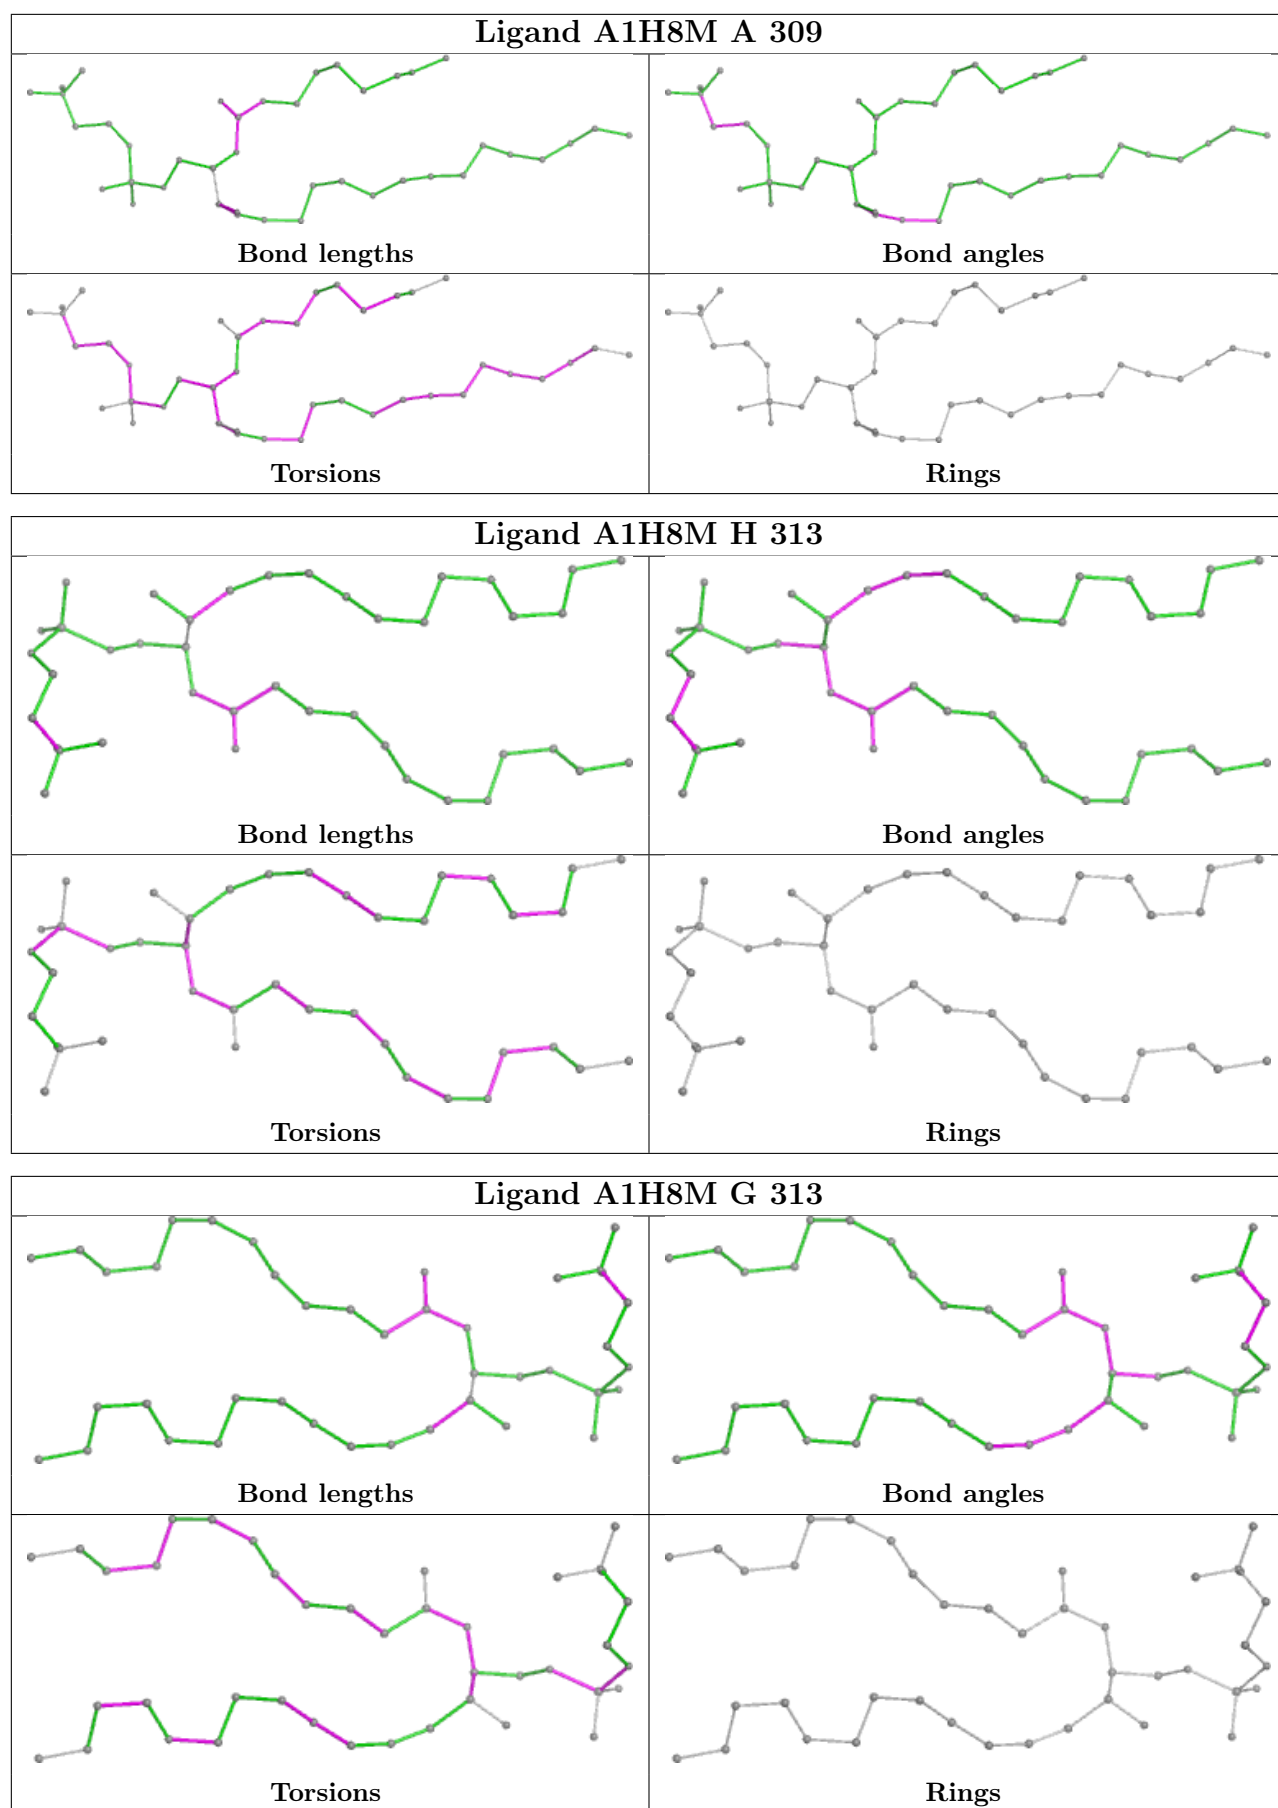 Ligand A1H8M A 309
Bond lengths
Bond angles
Torsions
Rings
Ligand A1H8M H 313
Bond lengths
Bond angles
Torsions
Rings
Ligand A1H8M G 313
Bond lengths
Bond angles
Torsions
Rings